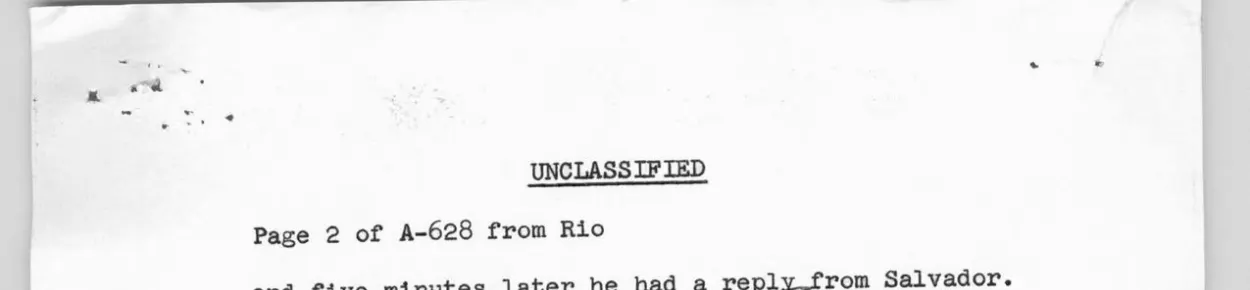 UNCLASSIFIED
Page 2 of A-628 from Rio
and five minutes later he had a reply from Salvador.